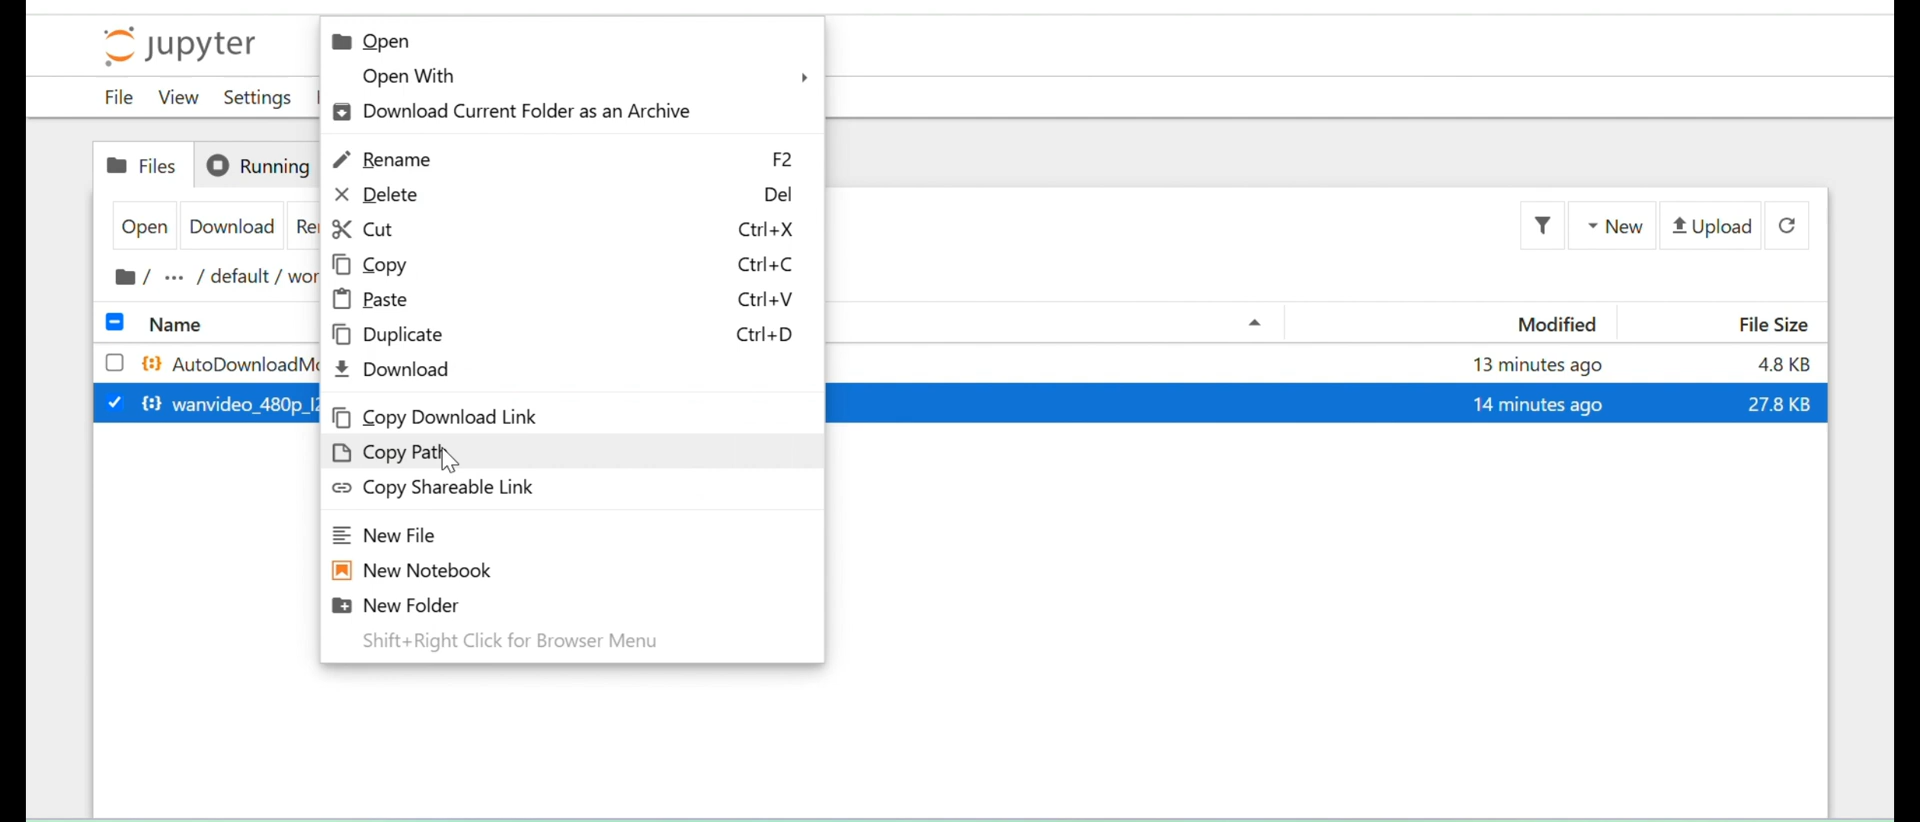 jupyter
File View Settings
Files Running
Open Download
/ ... / default /
Name Modified File Size
13 minutes ago 4.8 KB
14 minutes ago 27.8 KB
New Upload
Open
Open With
Download Current Folder as an Archive
Rename F2
Delete Del
Cut Ctrl+X
Copy Ctrl+C
Paste Ctrl+V
Duplicate Ctrl+D
Download
Copy Download Link
Copy Path
Copy Shareable Link
New File
New Notebook
New Folder
Shift+Right Click for Browser Menu